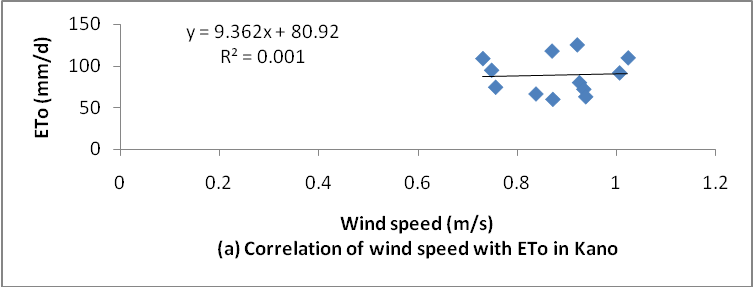 y = 9.362x + 80.92
R² = 0.001
ETo (mm/d)
150
100
50
0
0 0.2 0.4 0.6 0.8 1 1.2
Wind speed (m/s)
(a) Correlation of wind speed with ETo in Kano